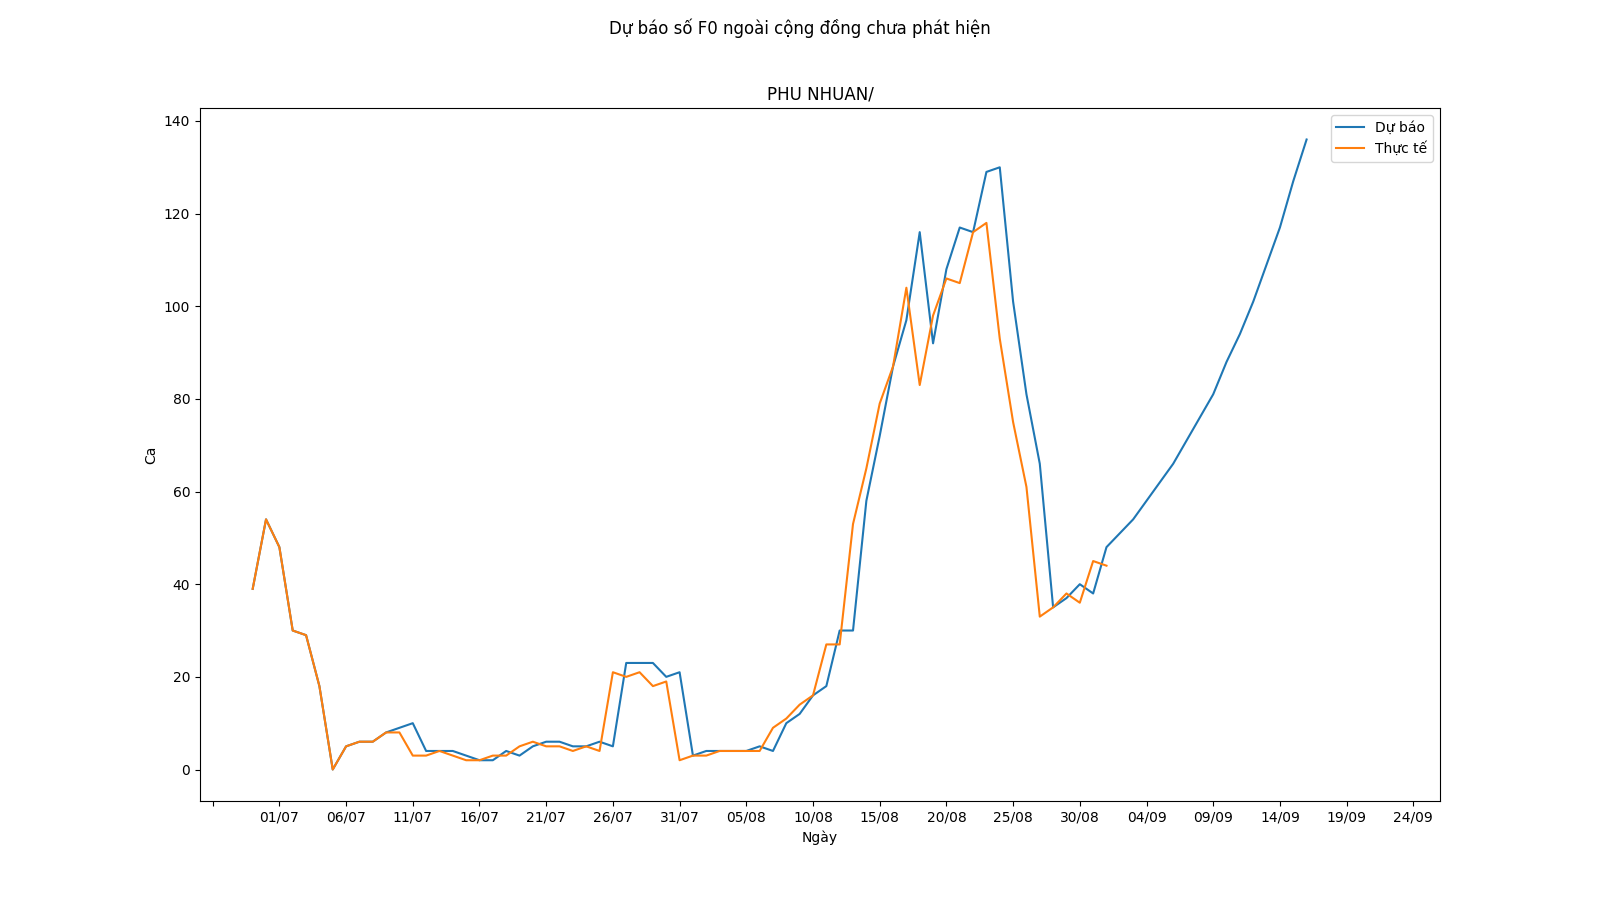 Dự báo số F0 ngoài cộng đồng chưa phát hiện
PHU NHUAN/
Dự báo
Thực tế
140
120
100
80
60
40
20
0
Ca
01/07 06/07 11/07 16/07 21/07 26/07 31/07 05/08 10/08 15/08 20/08 25/08 30/08 04/09 09/09 14/09 19/09 24/09
Ngày